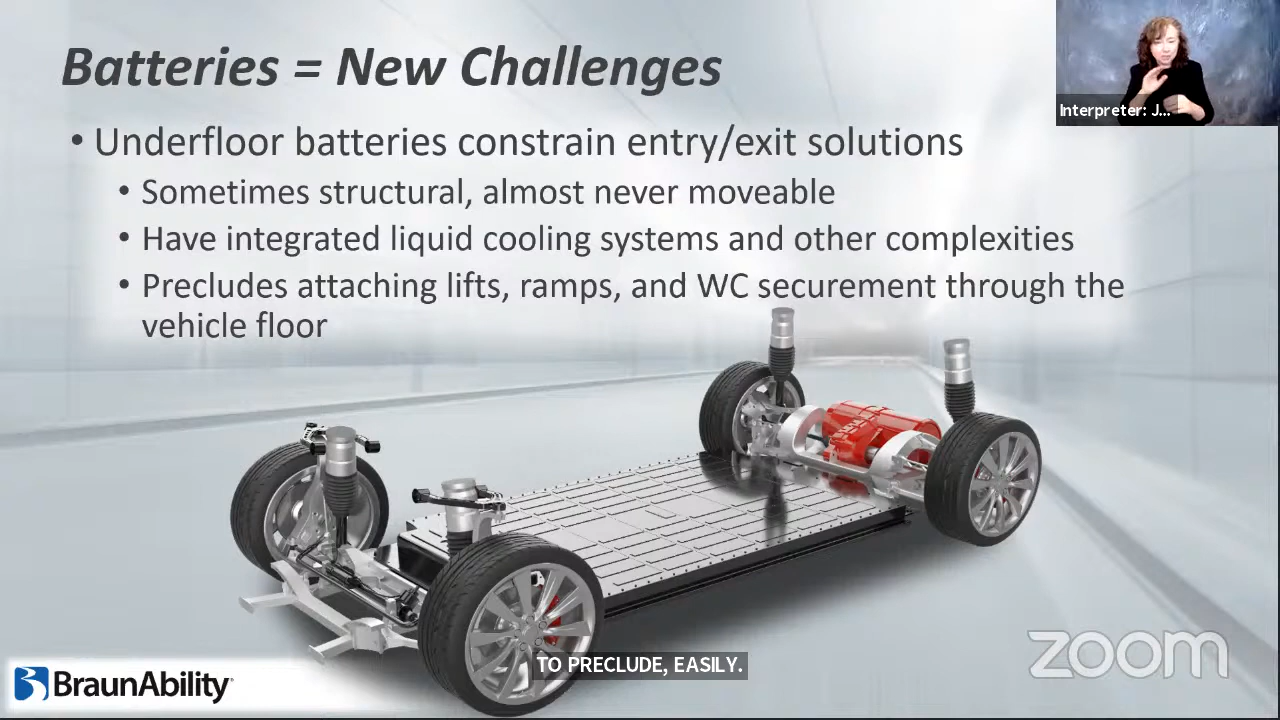 Batteries = New Challenges
Interpreter: J...
• Underfloor batteries constrain entry/exit solutions
• Sometimes structural, almost never moveable
• Have integrated liquid cooling systems and other complexities
• Precludes attaching lifts, ramps, and WC securement through the
vehicle floor
zoom
TO PRECLUDE, EASILY.
BraunAbility